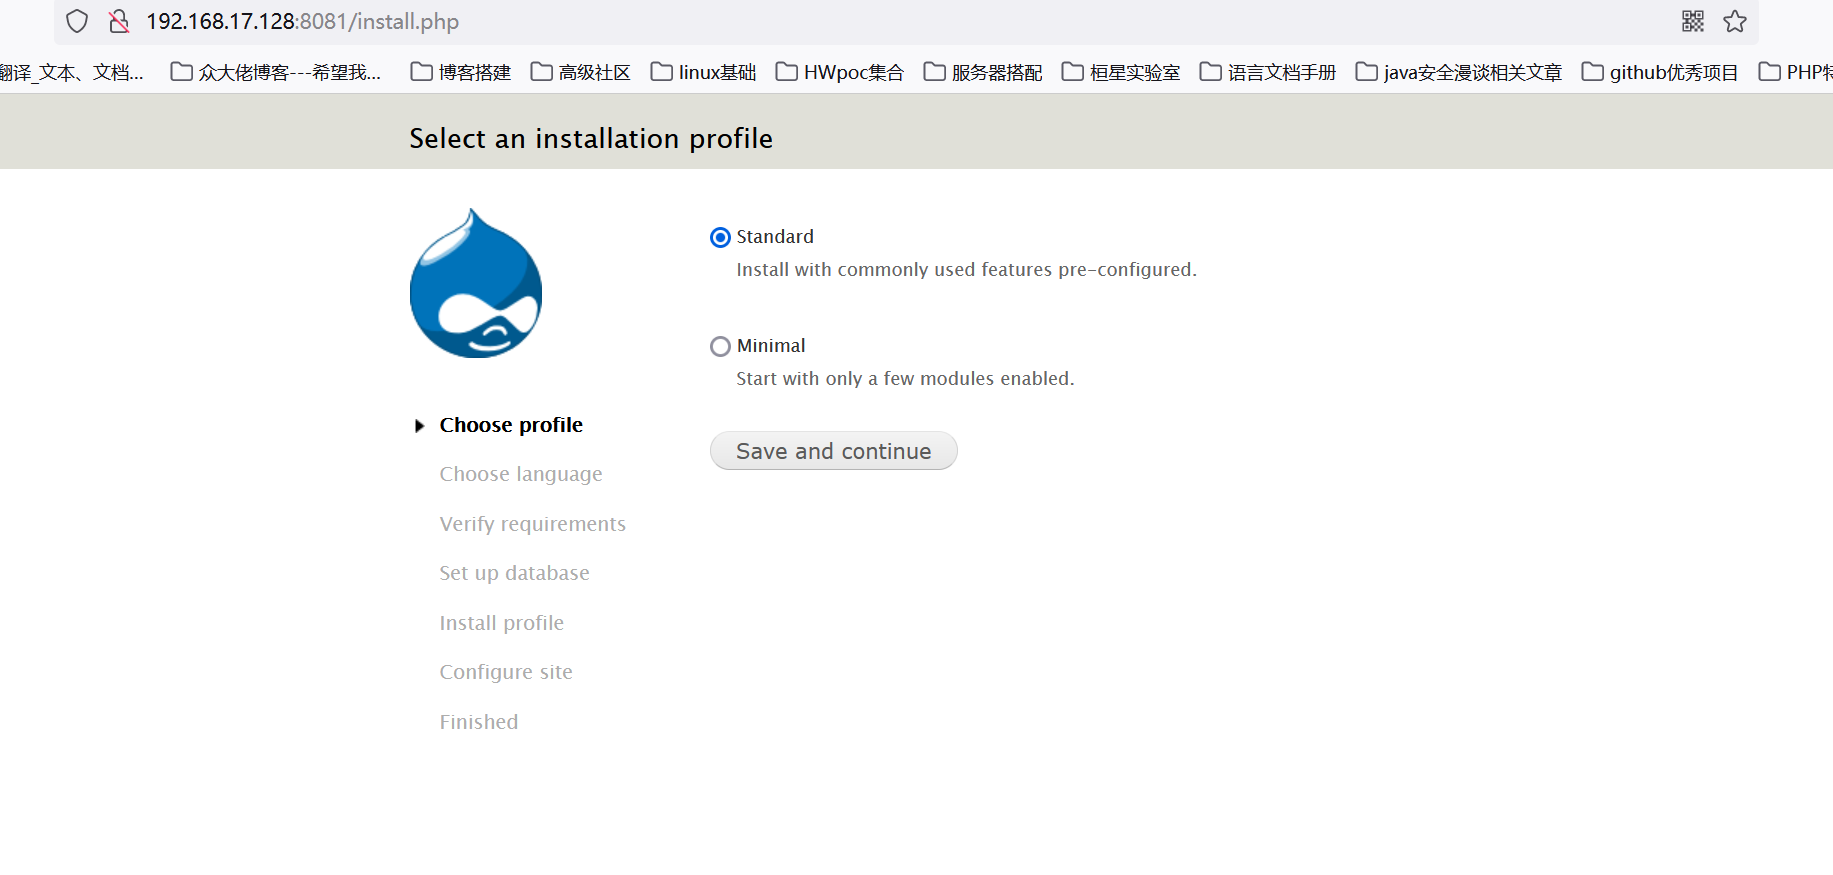 192.168.17.128:8081/install.php
翻译_文本、文档... 众大佬博客---希望我... 博客搭建 高级社区 linux基础 HWpoc集合 服务器搭配 桓星实验室 语言文档手册 java安全漫谈相关文章 github优秀项目 PHP特
Select an installation profile
Standard
Install with commonly used features pre-configured.
Minimal
Start with only a few modules enabled.
Save and continue
Choose profile
Choose language
Verify requirements
Set up database
Install profile
Configure site
Finished